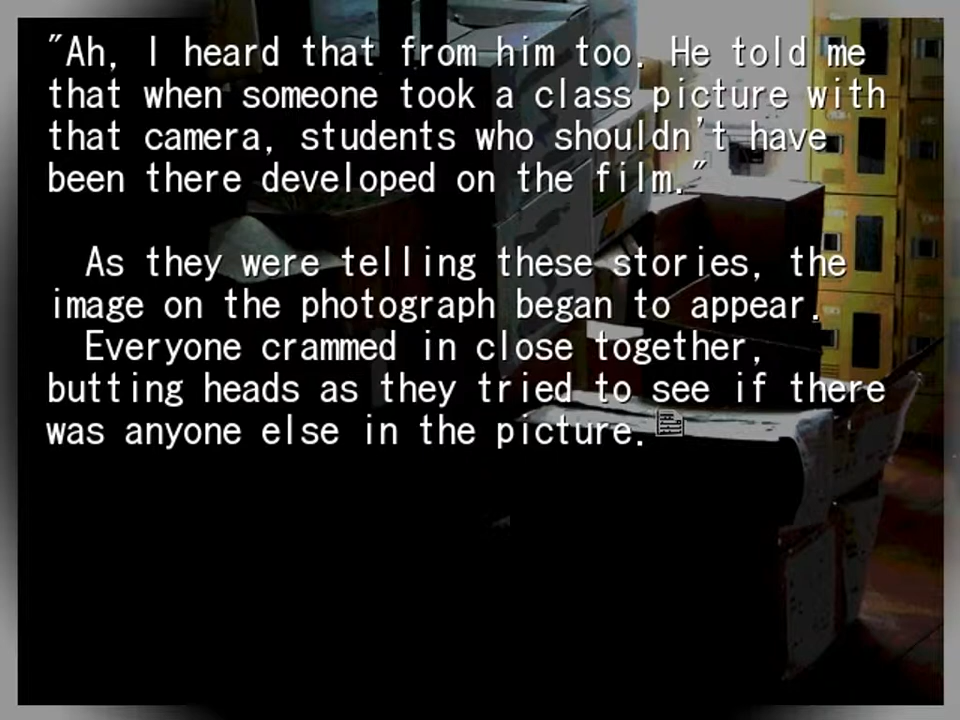 "Ah, I heard that from him too. He told me
that when someone took a class picture with
that camera, students who shouldn't have
been there developed on the film."
As they were telling these stories, the
image on the photograph began to appear.
Everyone crammed in close together,
butting heads as they tried to see if there
was anyone else in the picture.